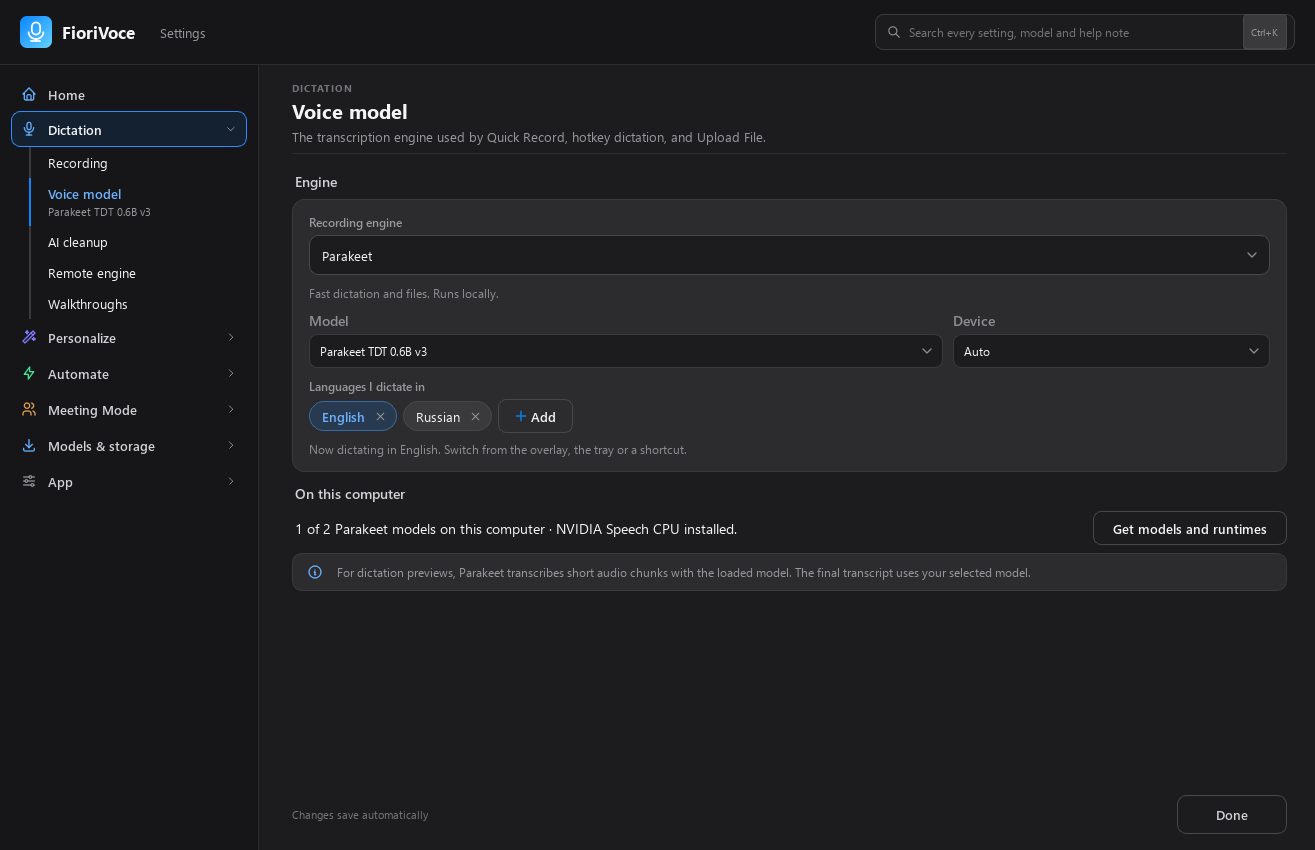 FioriVoce
Settings
Search every setting, model and help note
Ctrl+K
Home
Dictation
Recording
Voice model
Parakeet TDT 0.6B v3
AI cleanup
Remote engine
Walkthroughs
Personalize
Automate
Meeting Mode
Models & storage
App
DICTATION
Voice model
The transcription engine used by Quick Record, hotkey dictation, and Upload File.
Engine
Recording engine
Parakeet
Fast dictation and files. Runs locally.
Model
Device
Parakeet TDT 0.6B v3
Auto
Languages I dictate in
English
Russian
Add
Now dictating in English. Switch from the overlay, the tray or a shortcut.
On this computer
1 of 2 Parakeet models on this computer · NVIDIA Speech CPU installed.
Get models and runtimes
For dictation previews, Parakeet transcribes short audio chunks with the loaded model. The final transcript uses your selected model.
Changes save automatically
Done